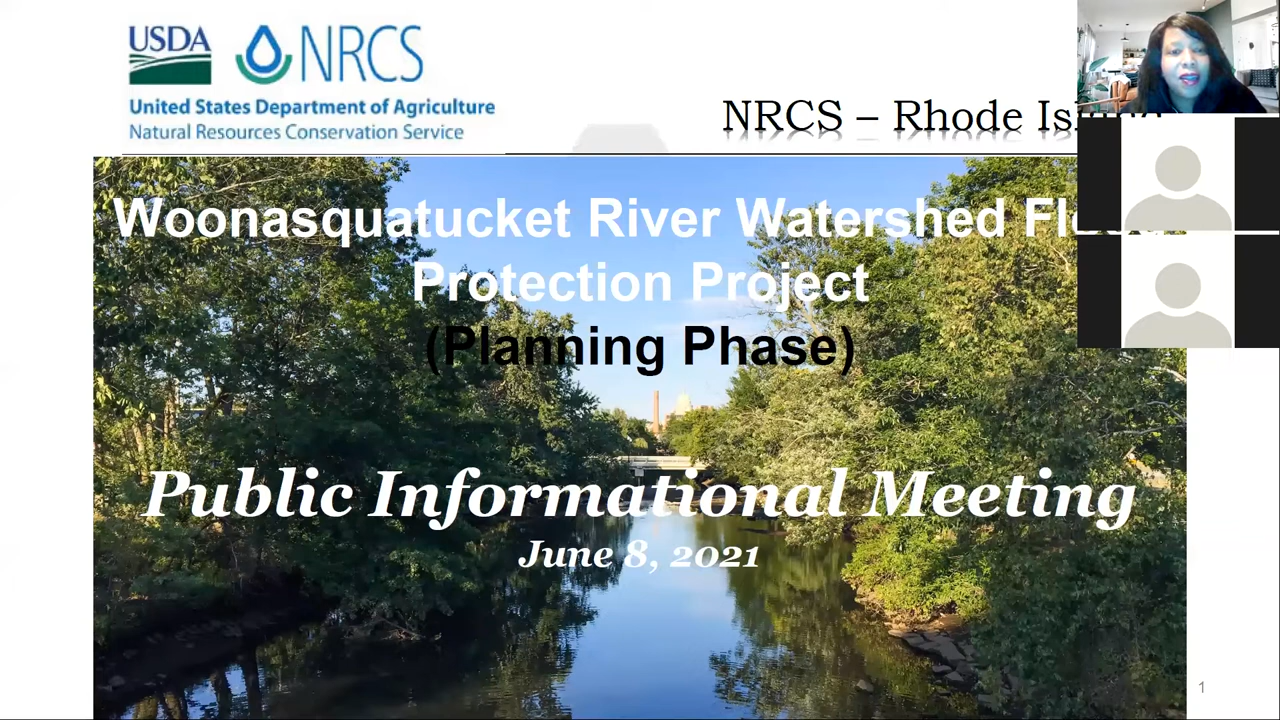 USDA NRCS
United States Department of Agriculture
Natural Resources Conservation Service
NRCS – Rhode
Woonasquatucket River Watershed
Protection Project
(Planning Phase)
Public Informational Meeting
June 8, 2021
1